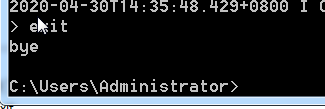 2020-04-30T14:35:48.429+0800 I
> exit
bye
C:\Users\Administrator>